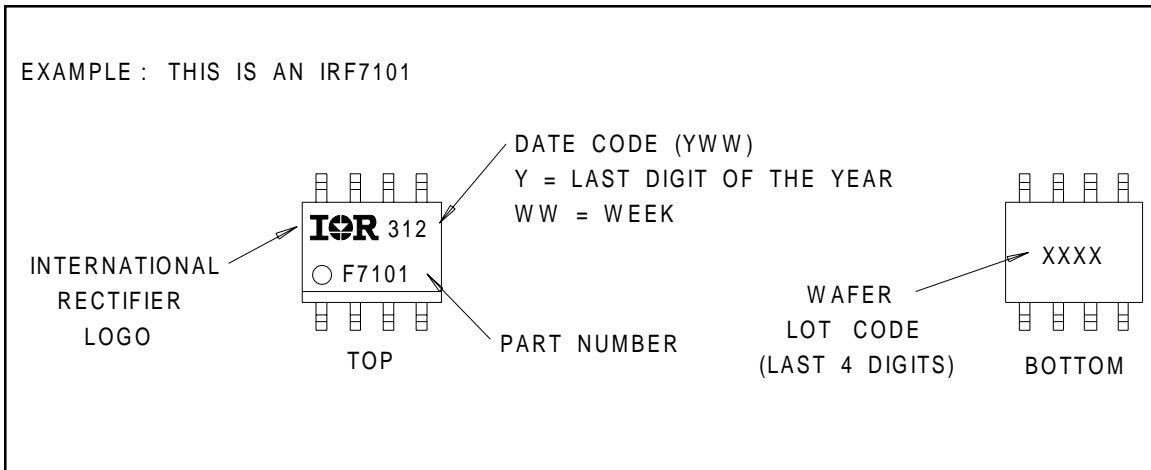 EXAMPLE : THIS IS AN IRF7101
DATE CODE (YWW)
Y = LAST DIGIT OF THE YEAR
WW = WEEK
IOR 312
F7101
INTERNATIONAL
RECTIFIER
LOGO
TOP
PART NUMBER
XXXX
WAFER
LOT CODE
(LAST 4 DIGITS)
BOTTOM